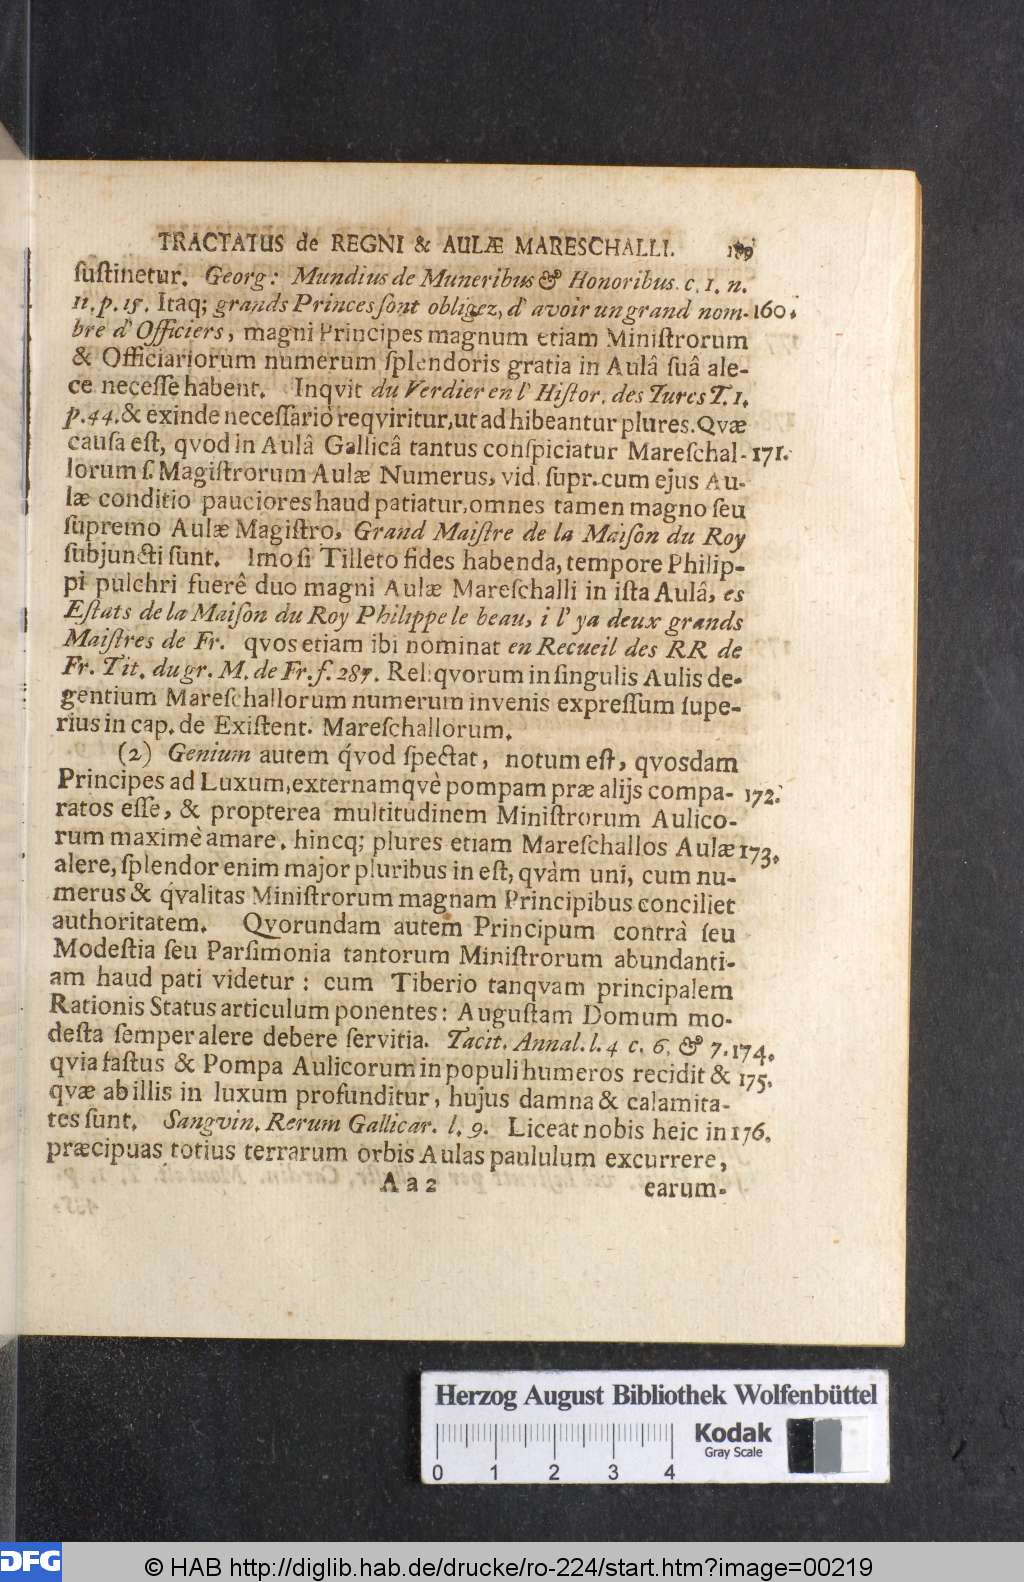 TRACTATUS de REGNI & AULÆ MARESCHALLI. 189
ſuſtinetur. Georg: Mundius de Muneribus & Honoribus. c. 1. n.
11. p. 15. Itaq; grands Princes ſont obligez, d' avoir un grand nom- 160.
bre d' Officiers, magni Principes magnum etiam Miniſtrorum
& Officiariorum numerum ſplendoris gratia in Aulâ ſuâ ale-
ce neceſſe habent. Inqvit du Verdier en l' Hiſtor. des Turcs T. 1.
p. 44. & exinde neceſſariò reqviritur, ut ad hibeantur plures. Qvæ
cauſa eſt, qvod in Aulâ Gallicâ tantus conſpiciatur Mareſchal- 171.
lorum ſ. Magiſtrorum Aulæ Numerus, vid. ſupr. cum ejus Au-
læ conditio pauciores haud patiatur, omnes tamen magno ſeu
ſupremo Aulæ Magiſtro, Grand Maiſtre de la Maiſon du Roy
ſubjuncti ſunt. Imo ſi Tilleto fides habenda, tempore Philip-
pi pulchri fuerê duo magni Aulæ Mareſchalli in iſta Aulâ, es
Eſtats de la Maiſon du Roy Philippe le beau, i l' ya deux grands
Maiſtres de Fr. qvos etiam ibi nominat en Recueil des RR de
Fr. Tit. du gr. M. de Fr. f. 287. Reliqvorum in ſingulis Aulis de-
gentium Mareſchallorum numerum invenis expreſſum ſupe-
rius in cap. de Exiſtent. Mareſchallorum.
(2) Genium autem qvod ſpectat, notum eſt, qvosdam
Principes ad Luxum, externamqvè pompam præ alijs compa- 172.
ratos eſſe, & propterea multitudinem Miniſtrorum Aulico-
rum maximè amare, hincq; plures etiam Mareſchallos Aulæ 173.
alere, ſplendor enim major pluribus in eſt, qvàm uni, cum nu-
merus & qvalitas Miniſtrorum magnam Principibus conciliet
authoritatem. Qvorundam autem Principum contrà ſeu
Modeſtia ſeu Parſimonia tantorum Miniſtrorum abundanti-
am haud pati videtur : cum Tiberio tanqvam principalem
Rationis Status articulum ponentes : Auguſtam Domum mo-
deſta ſemper alere debere ſervitia. Tacit. Annal. l. 4 c. 6. & 7. 174.
qvia faſtus & Pompa Aulicorum in populi humeros recidit & 175.
qvæ ab illis in luxum profunditur, hujus damna & calamita-
tes ſunt. Sangvin. Rerum Gallicar. l. 9. Liceat nobis heic in 176.
præcipuas totius terrarum orbis Aulas paululum excurrere,
A a 2 earum-
Herzog August Bibliothek Wolfenbüttel
Kodak
Gray Scale
0 1 2 3 4
DFG © HAB http://diglib.hab.de/drucke/ro-224/start.htm?image=00219